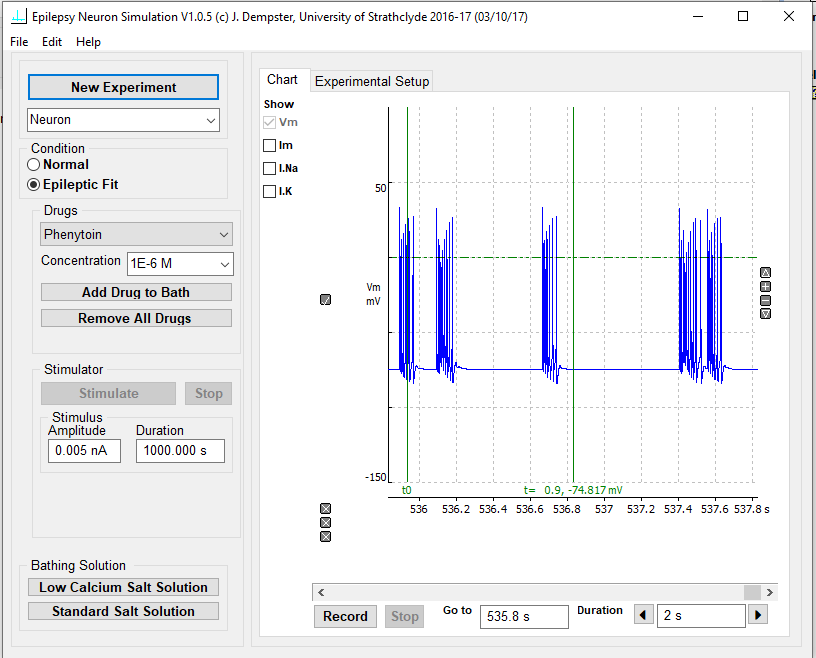 Epilepsy Neuron Simulation V1.0.5 (c) J. Dempster, University of Strathclyde 2016-17 (03/10/17)
File Edit Help
New Experiment
Neuron
Condition
Normal
Epileptic Fit
Drugs
Phenytoin
Concentration 1E-6 M
Add Drug to Bath
Remove All Drugs
Stimulator
Stimulate Stop
Stimulus
Amplitude Duration
0.005 nA 1000.000 s
Bathing Solution
Low Calcium Salt Solution
Standard Salt Solution
Chart Experimental Setup
Show
Vm
Im
I.Na
I.K
50
Vm
mV
-150
t0 t= 0.9, -74.817 mV
536 536.2 536.4 536.6 536.8 537 537.2 537.4 537.6 537.8 s
Record Stop Go to 535.8 s Duration 2 s